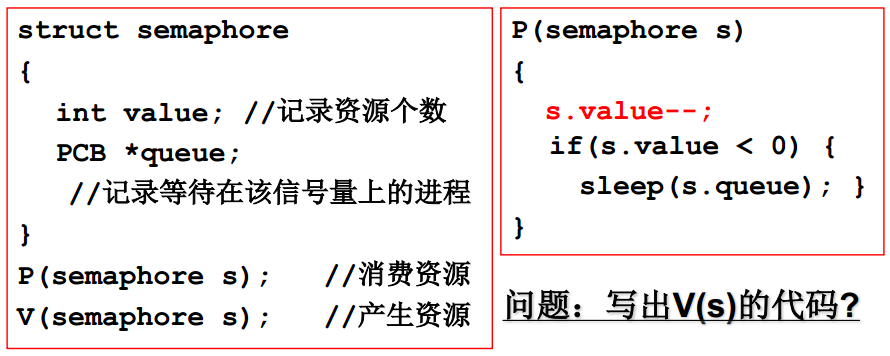 struct semaphore
{
int value; //记录资源个数
PCB *queue;
//记录等待在该信号量上的进程
}
P(semaphore s); //消费资源
V(semaphore s); //产生资源
P(semaphore s)
{
s.value--;
if(s.value < 0) {
sleep(s.queue); }
}
问题：写出V(s)的代码?